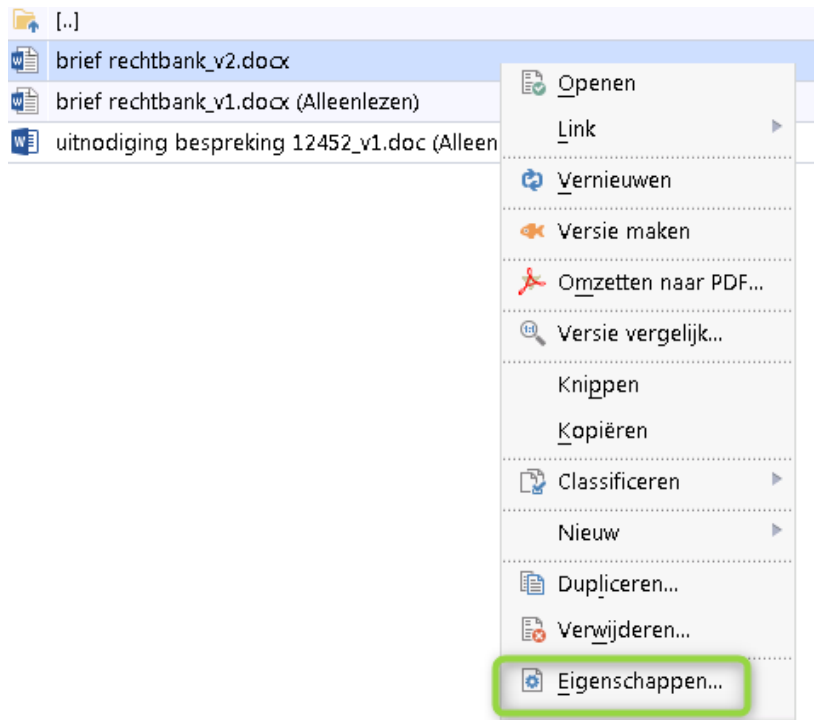 [..]
brief rechtbank_v2.docx
brief rechtbank_v1.docx (Alleenlezen)
uitnodiging bespreking 12452_v1.doc (Alleen
Openen
Link
Vernieuwen
Versie maken
Omzetten naar PDF...
Versie vergelijk...
Knippen
Kopiëren
Classificeren
Nieuw
Dupliceren...
Verwijderen...
Eigenschappen...